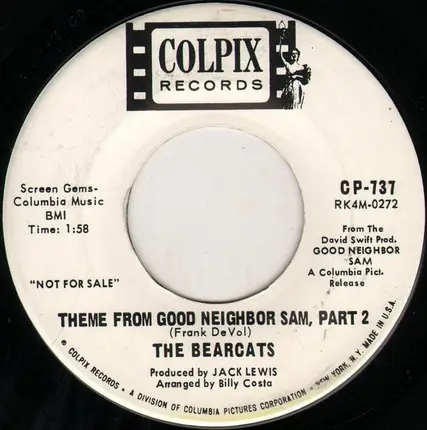 COLPIX
RECORDS
Screen Gems-
Columbia Music
BMI
Time: 1:58
"NOT FOR SALE"
CP-737
RK4M-0272
From The
David Swift Prod.
GOOD NEIGHBOR
SAM
A Columbia Pict.
Release
THEME FROM GOOD NEIGHBOR SAM, PART 2
(Frank DeVol)
THE BEARCATS
Produced by JACK LEWIS
Arranged by Billy Costa
® COLPIX RECORDS • A DIVISION OF COLUMBIA PICTURES CORPORATION • NEW YORK, N.Y. MADE IN U.S.A.